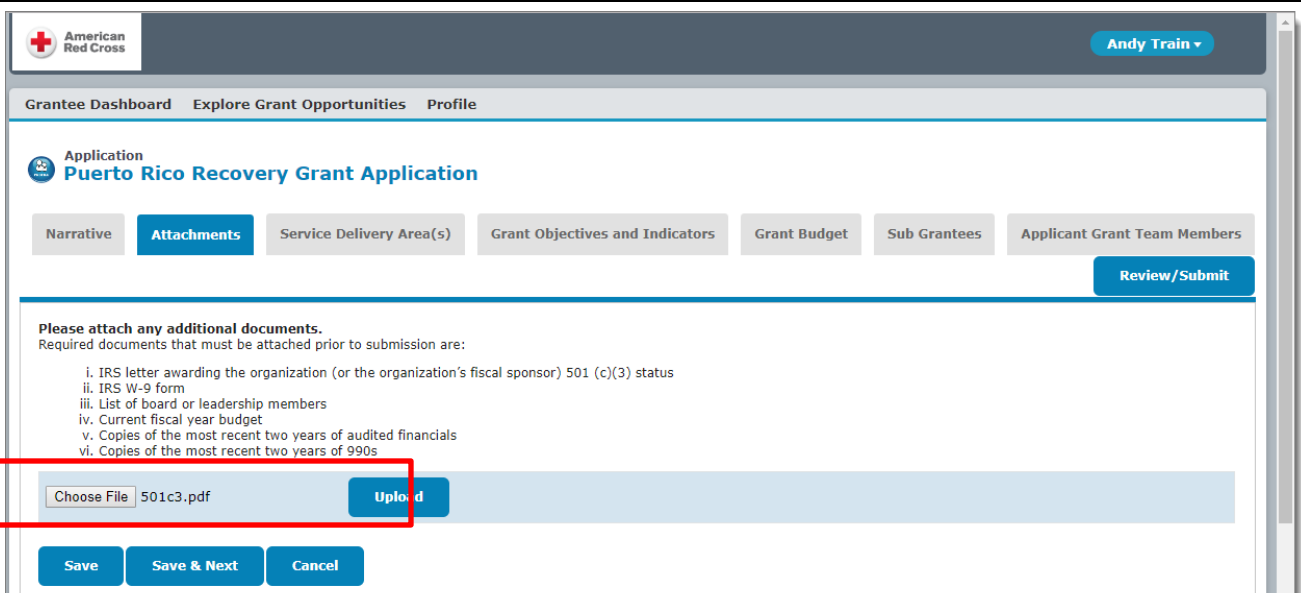 American
Red Cross
Andy Train ▾
Grantee Dashboard Explore Grant Opportunities Profile
Application
Puerto Rico Recovery Grant Application
Narrative Attachments Service Delivery Area(s) Grant Objectives and Indicators Grant Budget Sub Grantees Applicant Grant Team Members
Review/Submit
Please attach any additional documents.
Required documents that must be attached prior to submission are:
i. IRS letter awarding the organization (or the organization's fiscal sponsor) 501 (c)(3) status
ii. IRS W-9 form
iii. List of board or leadership members
iv. Current fiscal year budget
v. Copies of the most recent two years of audited financials
vi. Copies of the most recent two years of 990s
Choose File 501c3.pdf Upload
Save Save & Next Cancel